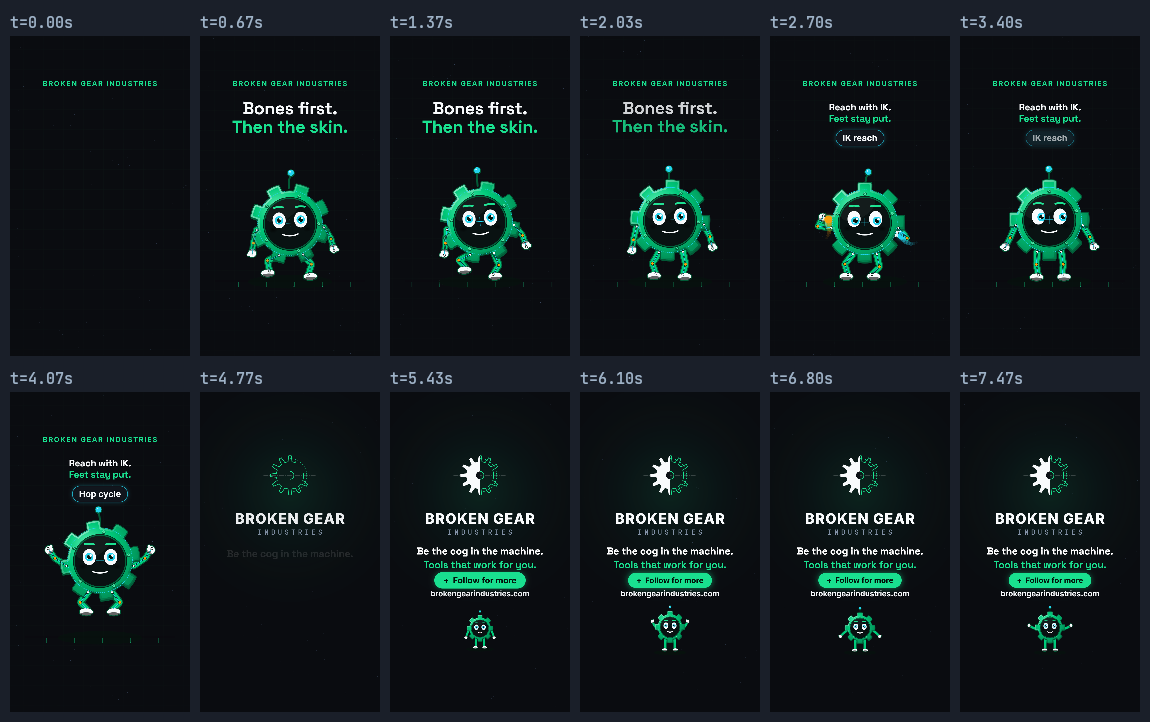 t=0.00s
BROKEN GEAR INDUSTRIES
t=0.67s
BROKEN GEAR INDUSTRIES
Bones first.
Then the skin.
t=1.37s
BROKEN GEAR INDUSTRIES
Bones first.
Then the skin.
t=2.03s
BROKEN GEAR INDUSTRIES
Bones first.
Then the skin.
t=2.70s
BROKEN GEAR INDUSTRIES
Reach with IK.
Feet stay put.
IK reach
t=3.40s
BROKEN GEAR INDUSTRIES
Reach with IK.
Feet stay put.
IK reach
t=4.07s
BROKEN GEAR INDUSTRIES
Reach with IK.
Feet stay put.
Hop cycle
t=4.77s
BROKEN GEAR
INDUSTRIES
Be the cog in the machine.
t=5.43s
BROKEN GEAR
INDUSTRIES
Be the cog in the machine.
Tools that work for you.
+ Follow for more
brokengearindustries.com
t=6.10s
BROKEN GEAR
INDUSTRIES
Be the cog in the machine.
Tools that work for you.
+ Follow for more
brokengearindustries.com
t=6.80s
BROKEN GEAR
INDUSTRIES
Be the cog in the machine.
Tools that work for you.
+ Follow for more
brokengearindustries.com
t=7.47s
BROKEN GEAR
INDUSTRIES
Be the cog in the machine.
Tools that work for you.
+ Follow for more
brokengearindustries.com